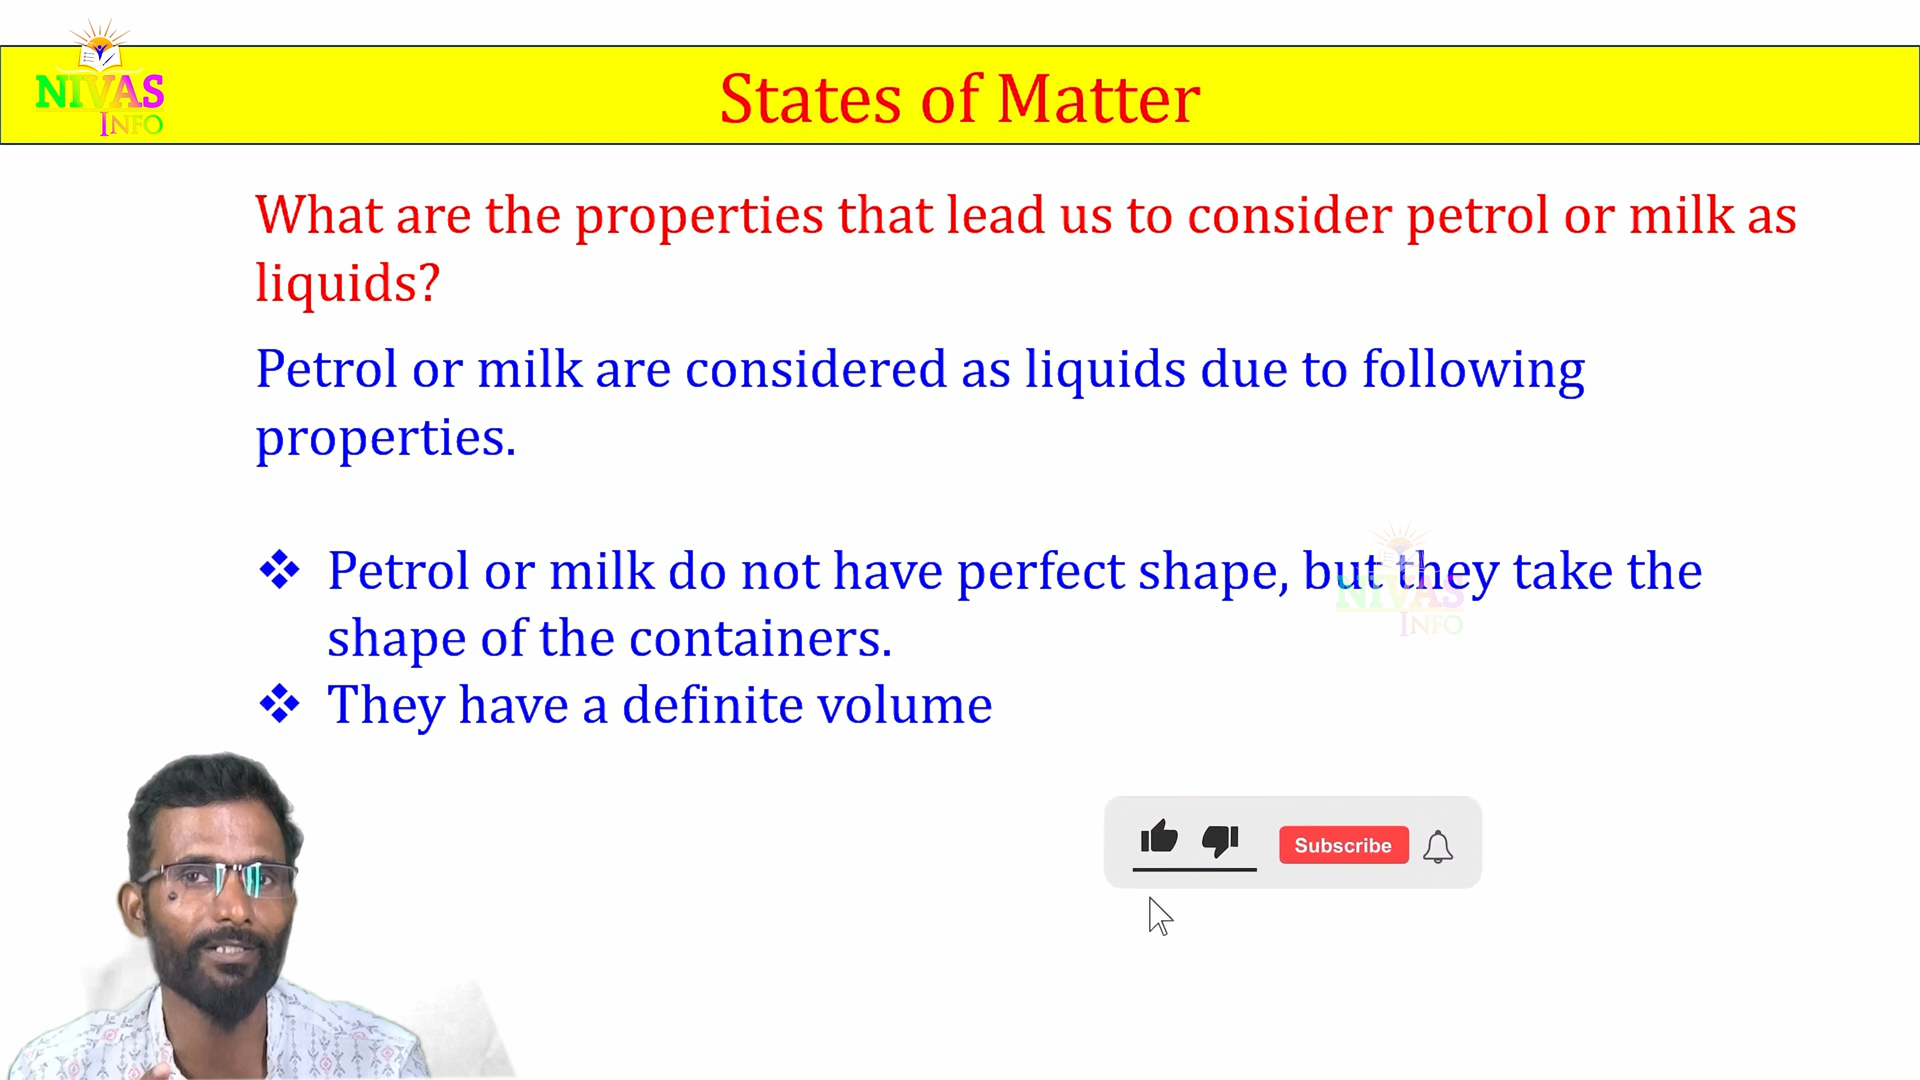 NIVAS
INFO
States of Matter
What are the properties that lead us to consider petrol or milk as
liquids?
Petrol or milk are considered as liquids due to following
properties.
❖ Petrol or milk do not have perfect shape, but they take the
shape of the containers.
NIVAS
INFO
❖ They have a definite volume
Subscribe